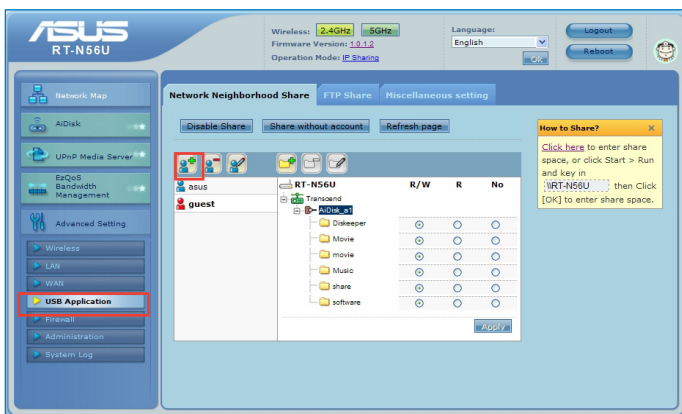 ASUS
RT-N56U
Wireless: 2.4GHz 5GHz
Firmware Version: 1.0.1.2
Operation Mode: IP Sharing
Language:
English
OK
Logout
Reboot
Network Map
AiDisk
UPnP Media Server
EzQoS
Bandwidth
Management
Advanced Setting
Wireless
LAN
WAN
USB Application
Firewall
Administration
System Log
Network Neighborhood Share FTP Share Miscellaneous setting
Disable Share Share without account Refresh page
asus
guest
RT-N56U R/W R No
Transcend
AiDisk_a1
Diskeeper
Movie
movie
Music
share
software
Apply
How to Share? X
Click here to enter share
space, or click Start > Run
and key in
\\RT-N56U then Click
[OK] to enter share space.